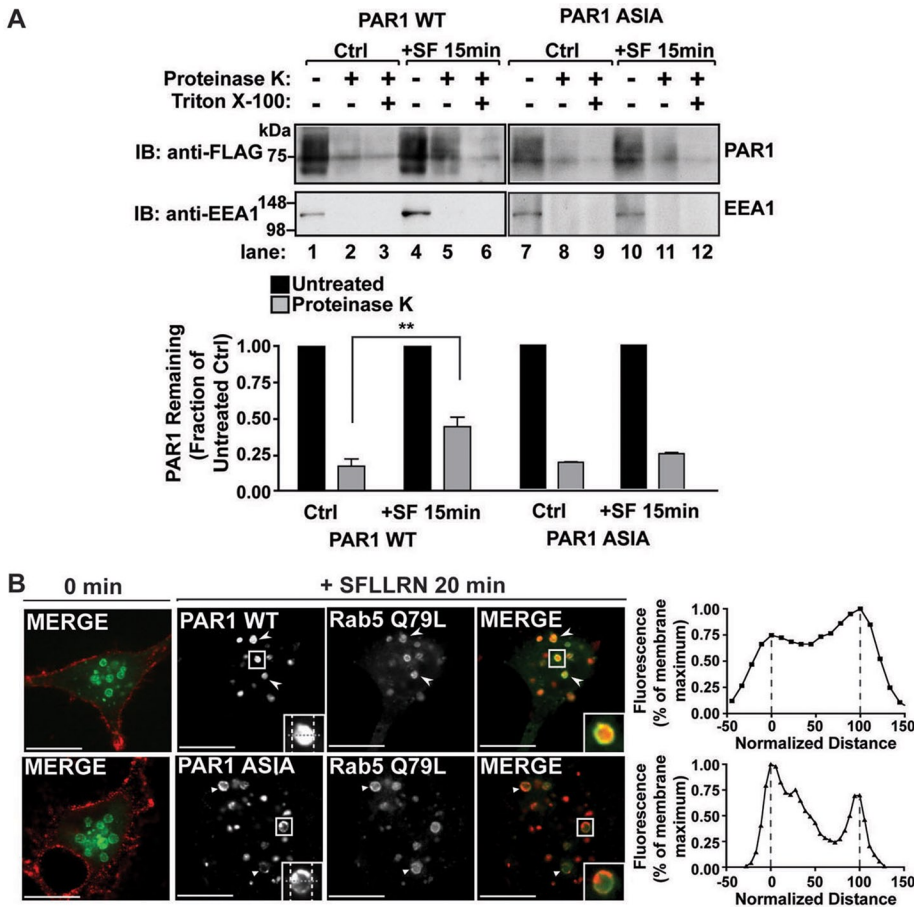 A
PAR1 WT PAR1 ASIA
Ctrl +SF 15min Ctrl +SF 15min
Proteinase K: - + + - + + - + + - + +
Triton X-100: - - + - - + - - + - - +
kDa
IB: anti-FLAG 75 PAR1
148
IB: anti-EEA1 EEA1
98
lane: 1 2 3 4 5 6 7 8 9 10 11 12
Untreated
Proteinase K
**
PAR1 Remaining
(Fraction of
Untreated Ctrl)
1.00
0.75
0.50
0.25
0.00
Ctrl +SF 15min Ctrl +SF 15min
PAR1 WT PAR1 ASIA
B
0 min + SFLLRN 20 min
MERGE PAR1 WT Rab5 Q79L MERGE
Fluorescence
(% of membrane
maximum)
1.00
0.75
0.50
0.25
0.00
-50 0 50 100 150
Normalized Distance
MERGE PAR1 ASIA Rab5 Q79L MERGE
Fluorescence
(% of membrane
maximum)
1.00
0.75
0.50
0.25
0.00
-50 0 50 100 150
Normalized Distance